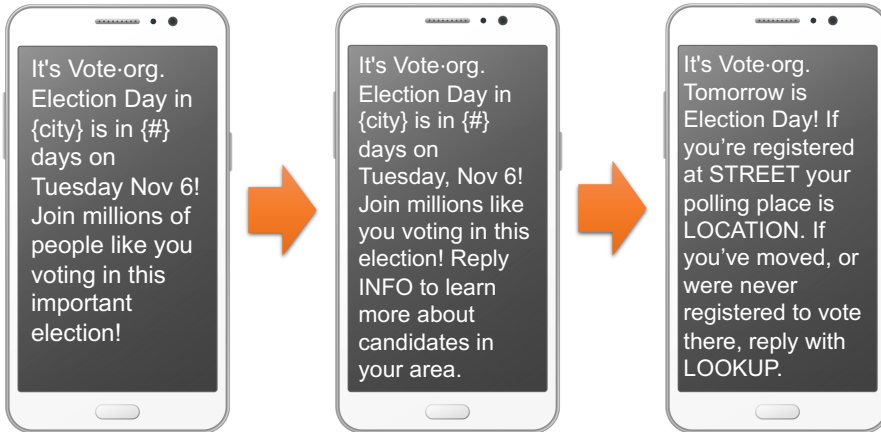 It's Vote·org.
Election Day in
{city} is in {#}
days on
Tuesday Nov 6!
Join millions of
people like you
voting in this
important
election!
It's Vote·org.
Election Day in
{city} is in {#}
days on
Tuesday, Nov 6!
Join millions like
you voting in this
election! Reply
INFO to learn
more about
candidates in
your area.
It's Vote·org.
Tomorrow is
Election Day! If
you’re registered
at STREET your
polling place is
LOCATION. If
you’ve moved, or
were never
registered to vote
there, reply with
LOOKUP.